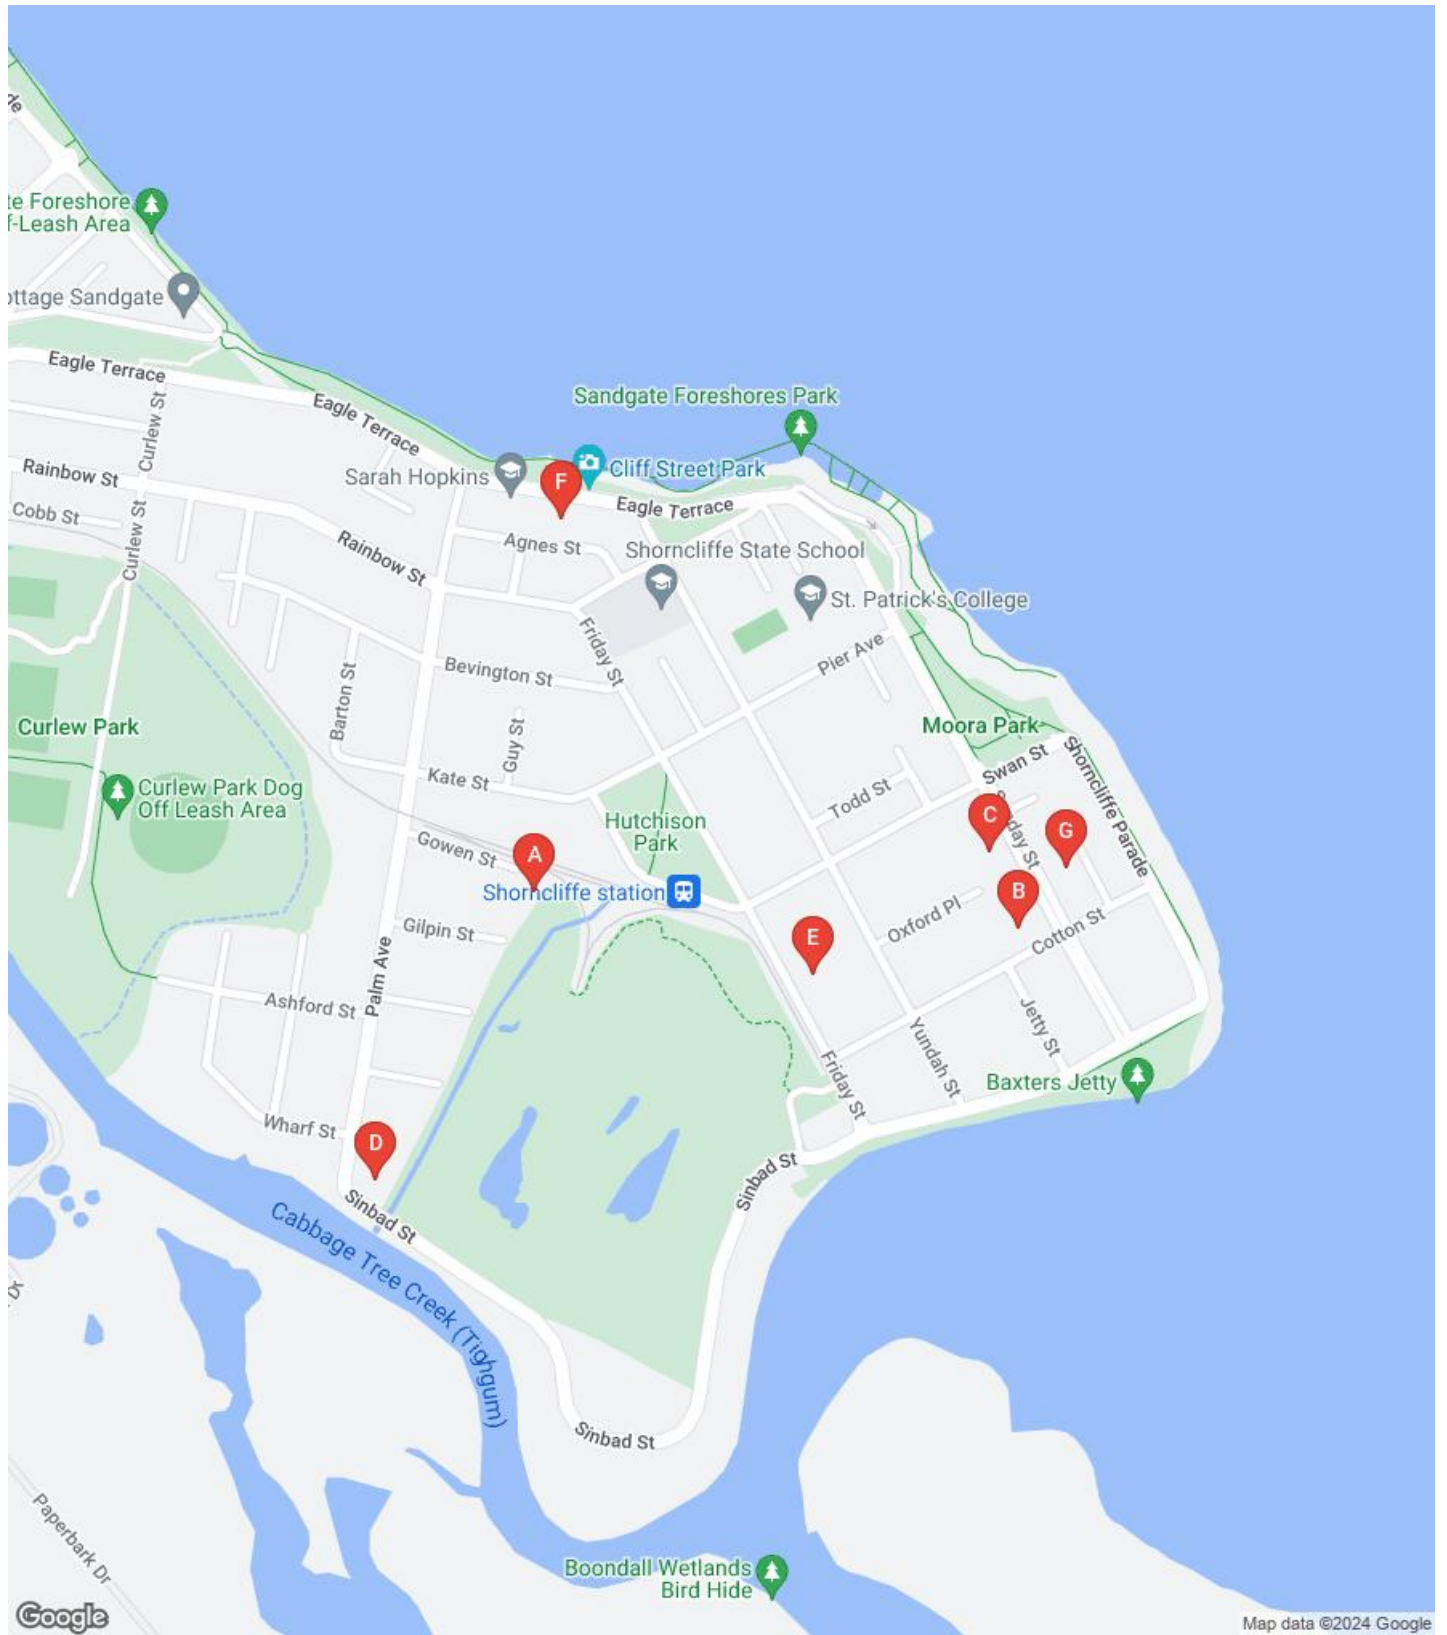 te Foreshore
f-Leash Area
ottage Sandgate
Eagle Terrace
Curlew St
Eagle Terrace
Sandgate Foreshores Park
Rainbow St
Sarah Hopkins
F
Cliff Street Park
Eagle Terrace
Cobb St
Curlew St
Rainbow St
Agnes St
Shorncliffe State School
St. Patrick's College
Friday St
Pier Ave
Bevington St
Barton St
Guy St
Curlew Park
Moora Park
Swan St
Shorncliffe Parade
Kate St
Todd St
Curlew Park Dog
Off Leash Area
Hutchison
Park
C
G
day St
Gowen St
A
Shorncliffe station
B
Oxford Pl
Cotton St
E
Gilpin St
Palm Ave
Ashford St
Jetty St
Yundah St
Friday St
Baxters Jetty
Wharf St
D
Sinbad St
Sinbad St
Cabbage Tree Creek (Tighgum)
Sinbad St
Dr
Paperbark Dr
Boondall Wetlands
Bird Hide
Google
Map data ©2024 Google